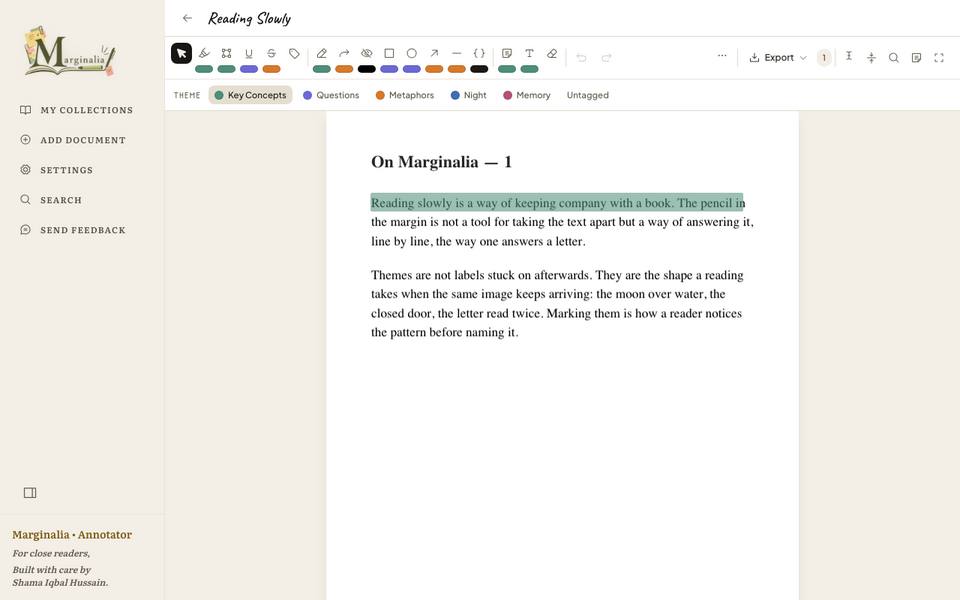 Marginalia
MY COLLECTIONS
ADD DOCUMENT
SETTINGS
SEARCH
SEND FEEDBACK
Marginalia • Annotator
For close readers,
Built with care by
Shama Iqbal Hussain.
Reading Slowly
U S T
Export 1
THEME Key Concepts Questions Metaphors Night Memory Untagged
On Marginalia — 1
Reading slowly is a way of keeping company with a book. The pencil in
the margin is not a tool for taking the text apart but a way of answering it,
line by line, the way one answers a letter.
Themes are not labels stuck on afterwards. They are the shape a reading
takes when the same image keeps arriving: the moon over water, the
closed door, the letter read twice. Marking them is how a reader notices
the pattern before naming it.